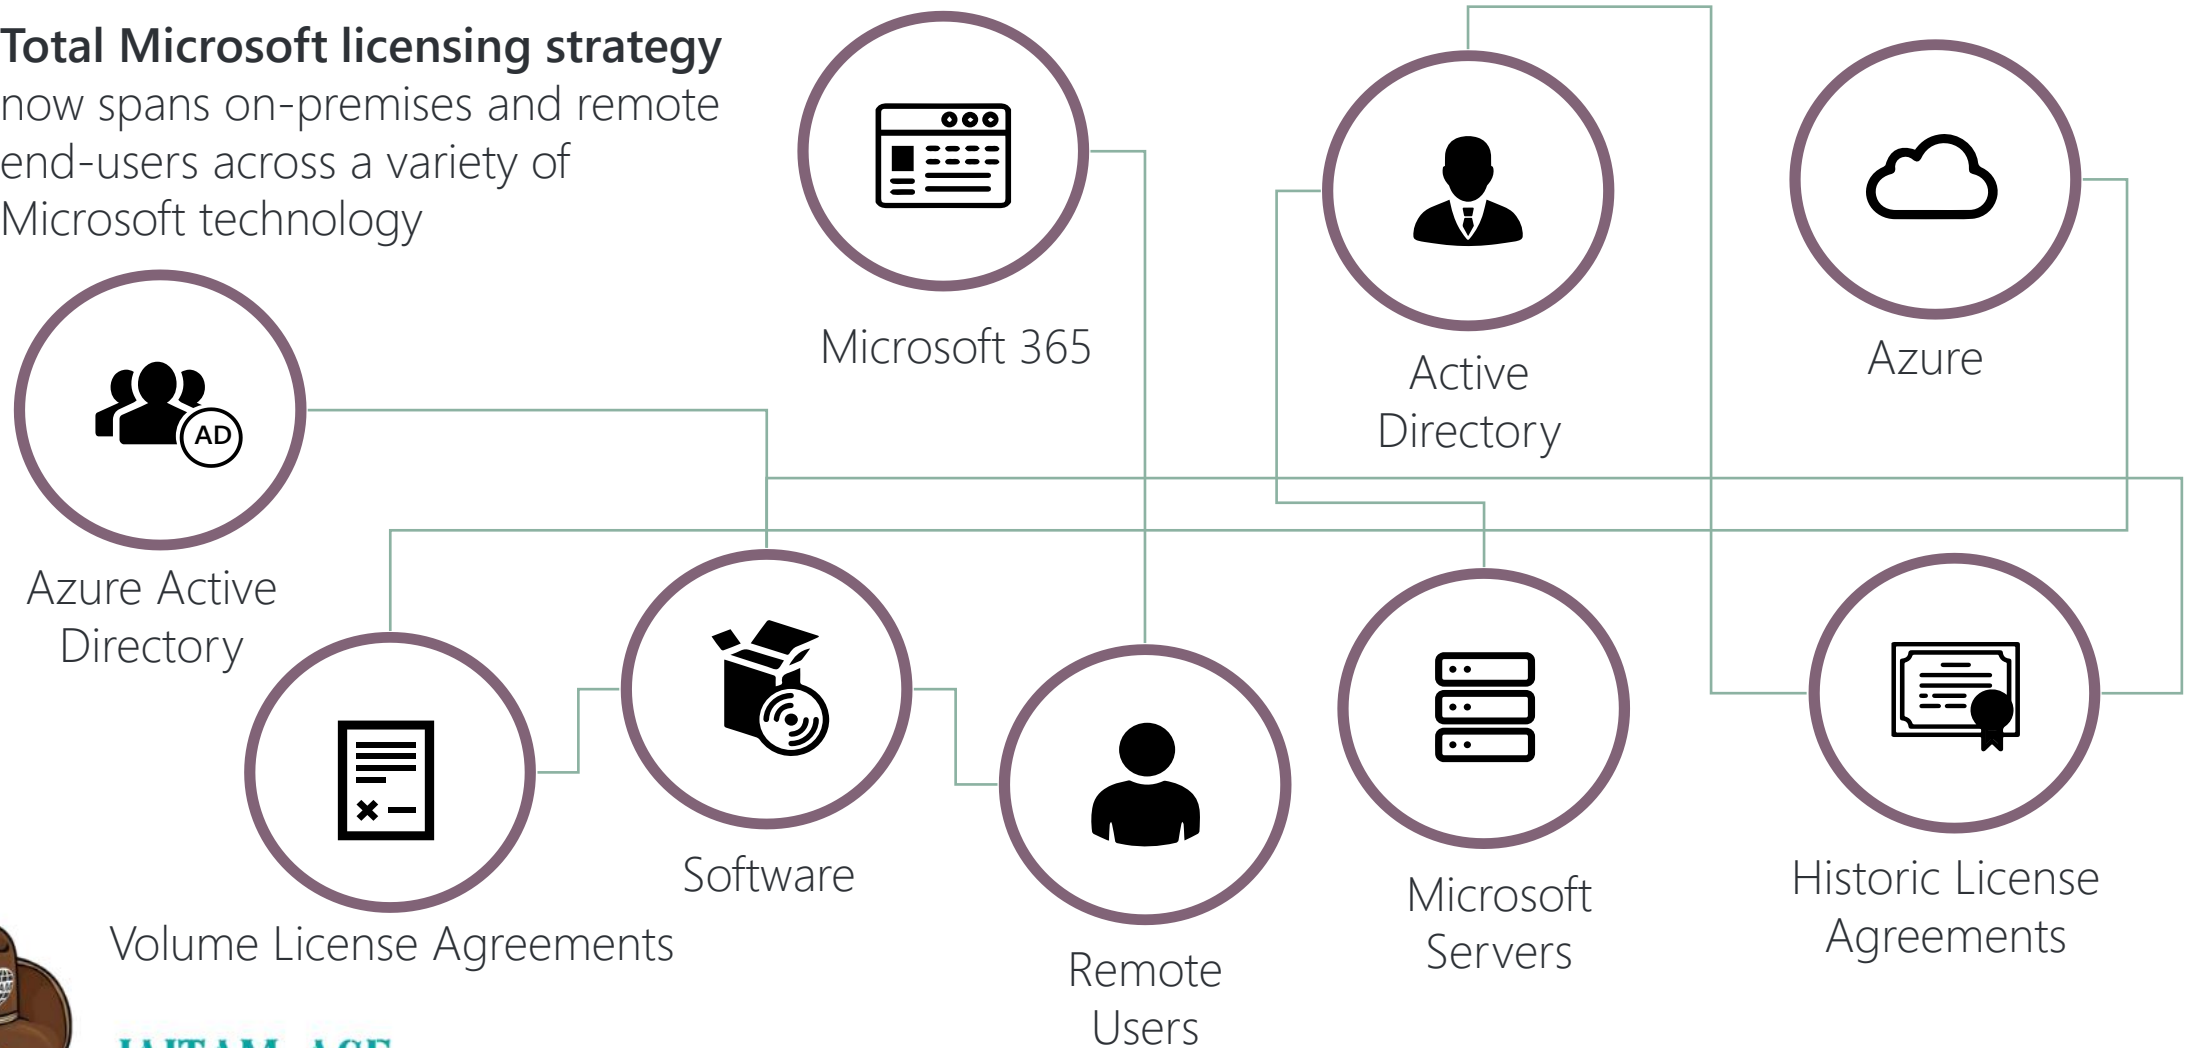 Total Microsoft licensing strategy
now spans on-premises and remote
end-users across a variety of
Microsoft technology
Microsoft 365
Active
Directory
Azure
AD
Azure Active
Directory
Volume License Agreements
Software
Remote
Users
Microsoft
Servers
Historic License
Agreements